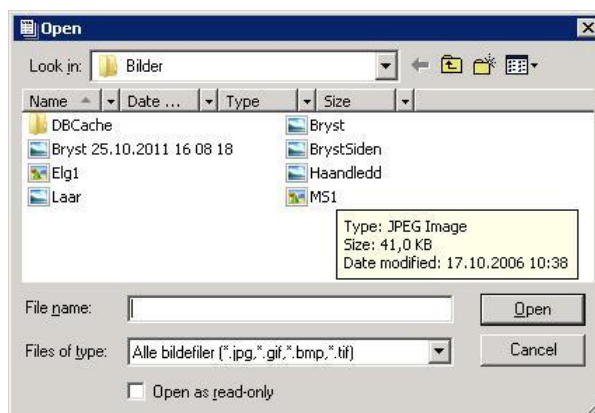 Open
Look in: Bilder
Name Date ... Type Size
DBCache
Bryst 25.10.2011 16 08 18
Elg1
Laar
Bryst
BrystSiden
Haandledd
MS1
Type: JPEG Image
Size: 41,0 KB
Date modified: 17.10.2006 10:38
File name: Open
Files of type: Alle bildefiler (*.jpg,*.gif,*.bmp,*.tif) Cancel
Open as read-only